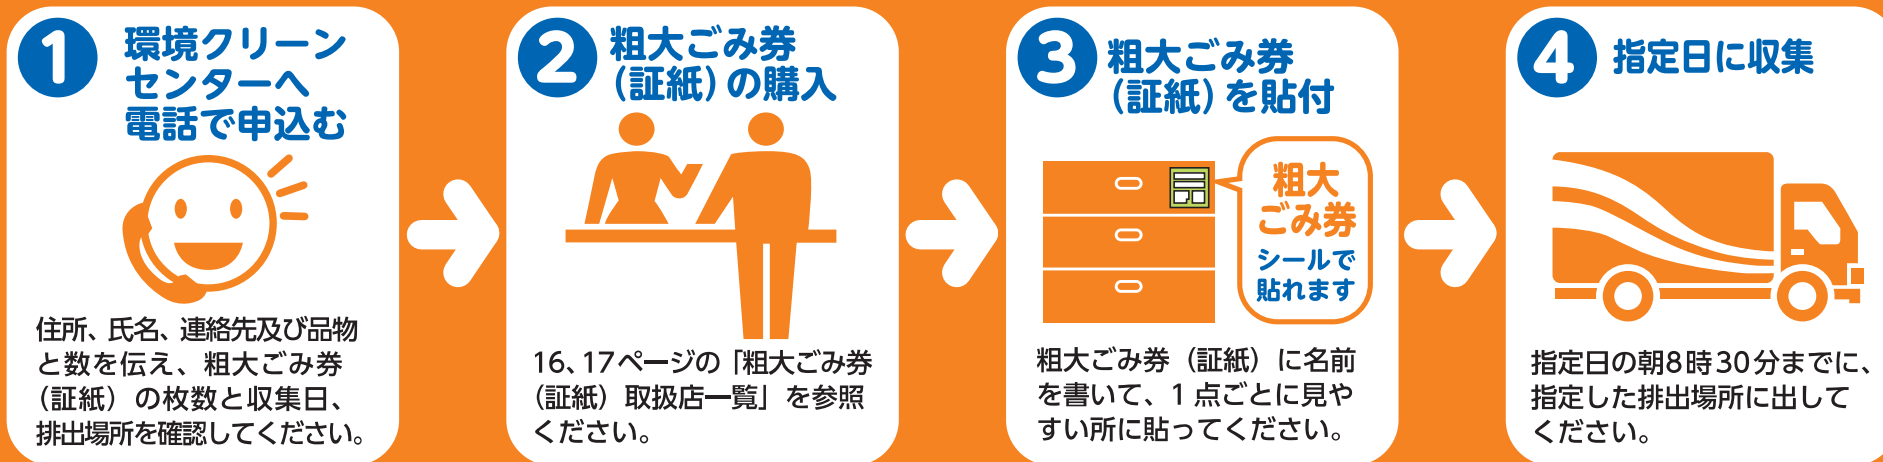 1
環境クリーン
センターへ
電話で申込む
住所、氏名、連絡先及び品物
と数を伝え、粗大ごみ券
（証紙）の枚数と収集日、
排出場所を確認してください。
2
粗大ごみ券
（証紙）の購入
16、17ページの「粗大ごみ券
（証紙）取扱店一覧」を参照
ください。
3
粗大ごみ券
（証紙）を貼付
粗大
ごみ券
シールで
貼れます
粗大ごみ券（証紙）に名前
を書いて、1点ごとに見や
すい所に貼ってください。
4
指定日に収集
指定日の朝8時30分までに、
指定した排出場所に出して
ください。